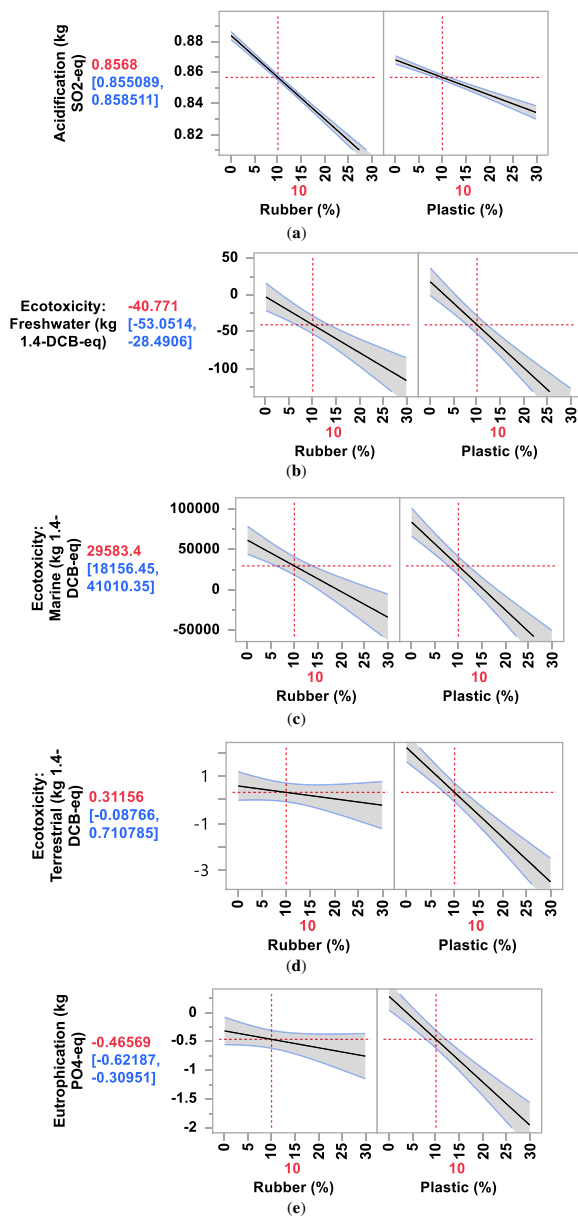 Acidification (kg
SO2-eq)
0.8568
[0.855089,
0.858511]
0.88
0.86
0.84
0.82
0 5 10 15 20 25 30
10
Rubber (%)
0 5 10 15 20 25 30
10
Plastic (%)
(a)
Ecotoxicity:
Freshwater (kg
1.4-DCB-eq)
-40.771
[-53.0514,
-28.4906]
50
0
-50
-100
0 5 10 15 20 25 30
10
Rubber (%)
0 5 10 15 20 25 30
10
Plastic (%)
(b)
Ecotoxicity:
Marine (kg 1.4-
DCB-eq)
29583.4
[18156.45,
41010.35]
100000
50000
0
-50000
0 5 10 15 20 25 30
10
Rubber (%)
0 5 10 15 20 25 30
10
Plastic (%)
(c)
Ecotoxicity:
Terrestrial (kg 1.4-
DCB-eq)
0.31156
[-0.08766,
0.710785]
1
-1
-3
0 5 10 15 20 25 30
10
Rubber (%)
0 5 10 15 20 25 30
10
Plastic (%)
(d)
Eutrophication (kg
PO4-eq)
-0.46569
[-0.62187,
-0.30951]
0
-0.5
-1
-1.5
-2
0 5 10 15 20 25 30
10
Rubber (%)
0 5 10 15 20 25 30
10
Plastic (%)
(e)